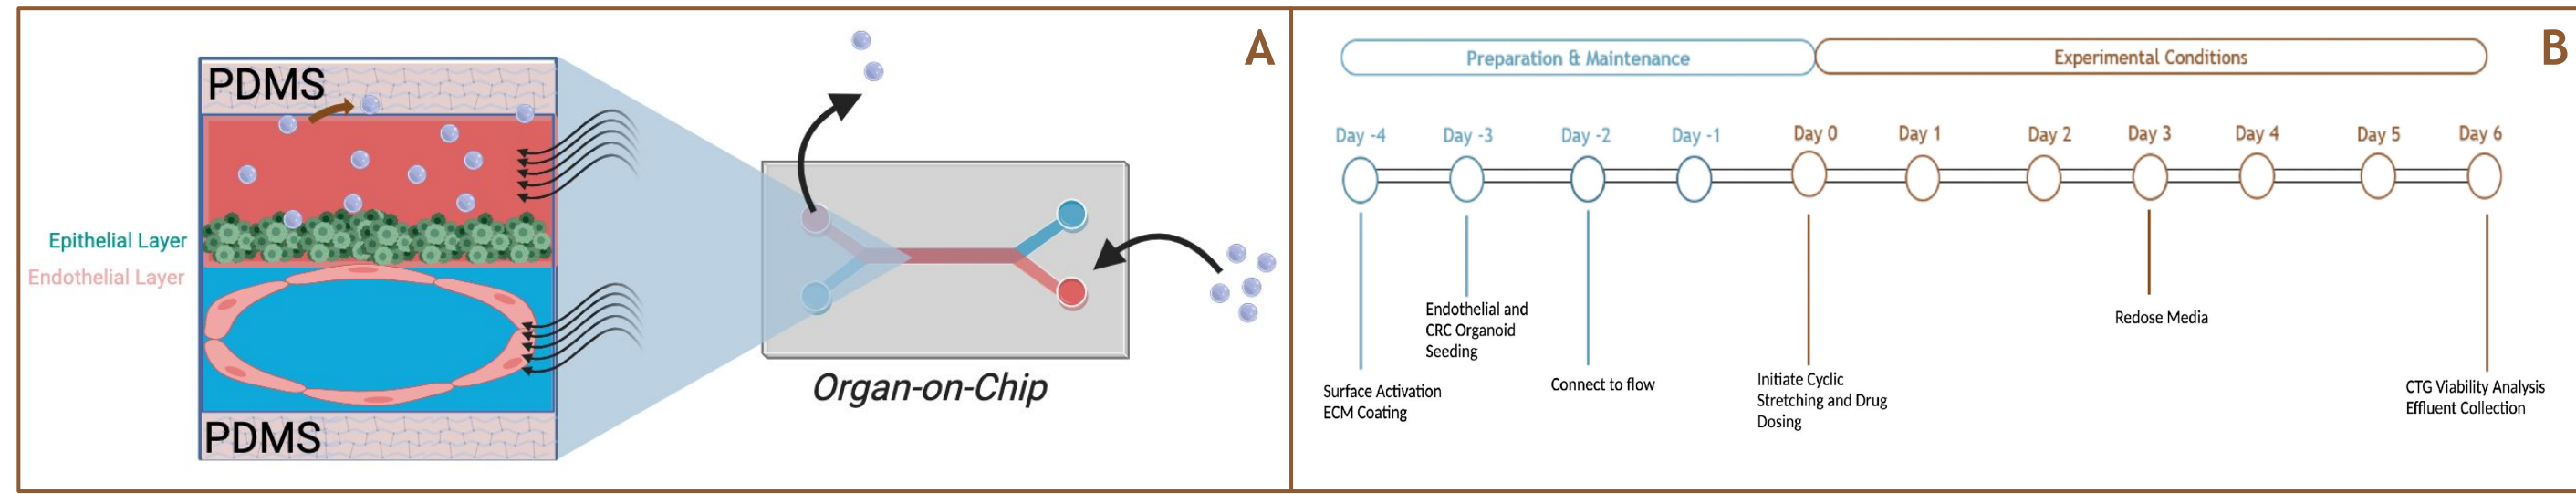 A
PDMS
Epithelial Layer
Endothelial Layer
PDMS
Organ-on-Chip
B
Preparation & Maintenance
Experimental Conditions
Day -4
Day -3
Day -2
Day -1
Day 0
Day 1
Day 2
Day 3
Day 4
Day 5
Day 6
Surface Activation
ECM Coating
Endothelial and
CRC Organoid
Seeding
Connect to flow
Initiate Cyclic
Stretching and Drug
Dosing
Redose Media
CTG Viability Analysis
Effluent Collection